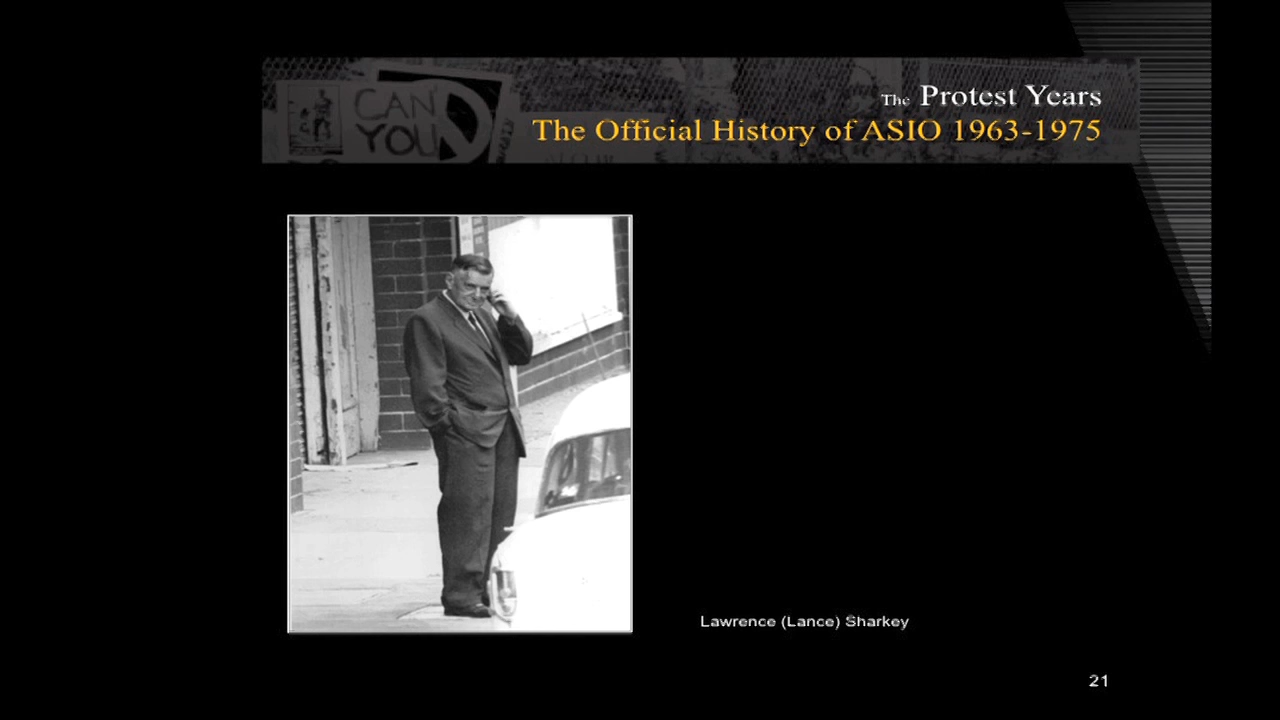 CAN
YOU
The Protest Years
The Official History of ASIO 1963-1975
Lawrence (Lance) Sharkey
21